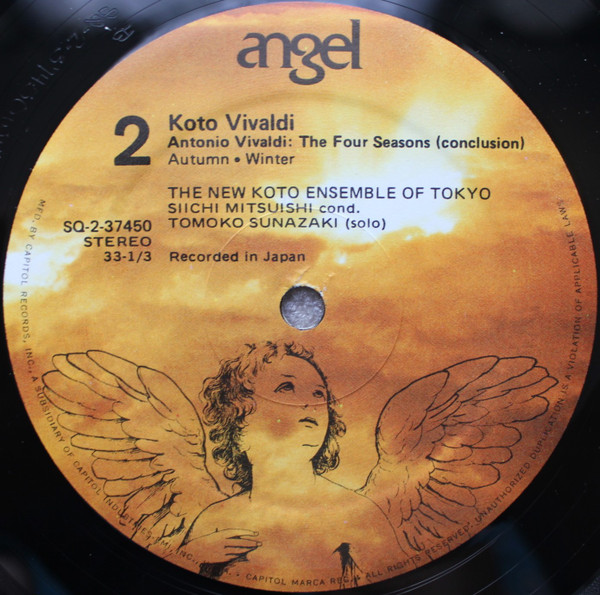 angel
2
Koto Vivaldi
Antonio Vivaldi: The Four Seasons (conclusion)
Autumn • Winter
THE NEW KOTO ENSEMBLE OF TOKYO
SIICHI MITSUISHI cond.
SQ-2-37450
TOMOKO SUNAZAKI (solo)
STEREO
33-1/3
Recorded in Japan
MFD. BY CAPITOL RECORDS, INC., A SUBSIDIARY OF CAPITOL INDUSTRIES-EMI, INC., • CAPITOL MARCA REG. • ALL RIGHTS RESERVED. UNAUTHORIZED DUPLICATION IS A VIOLATION OF APPLICABLE LAWS